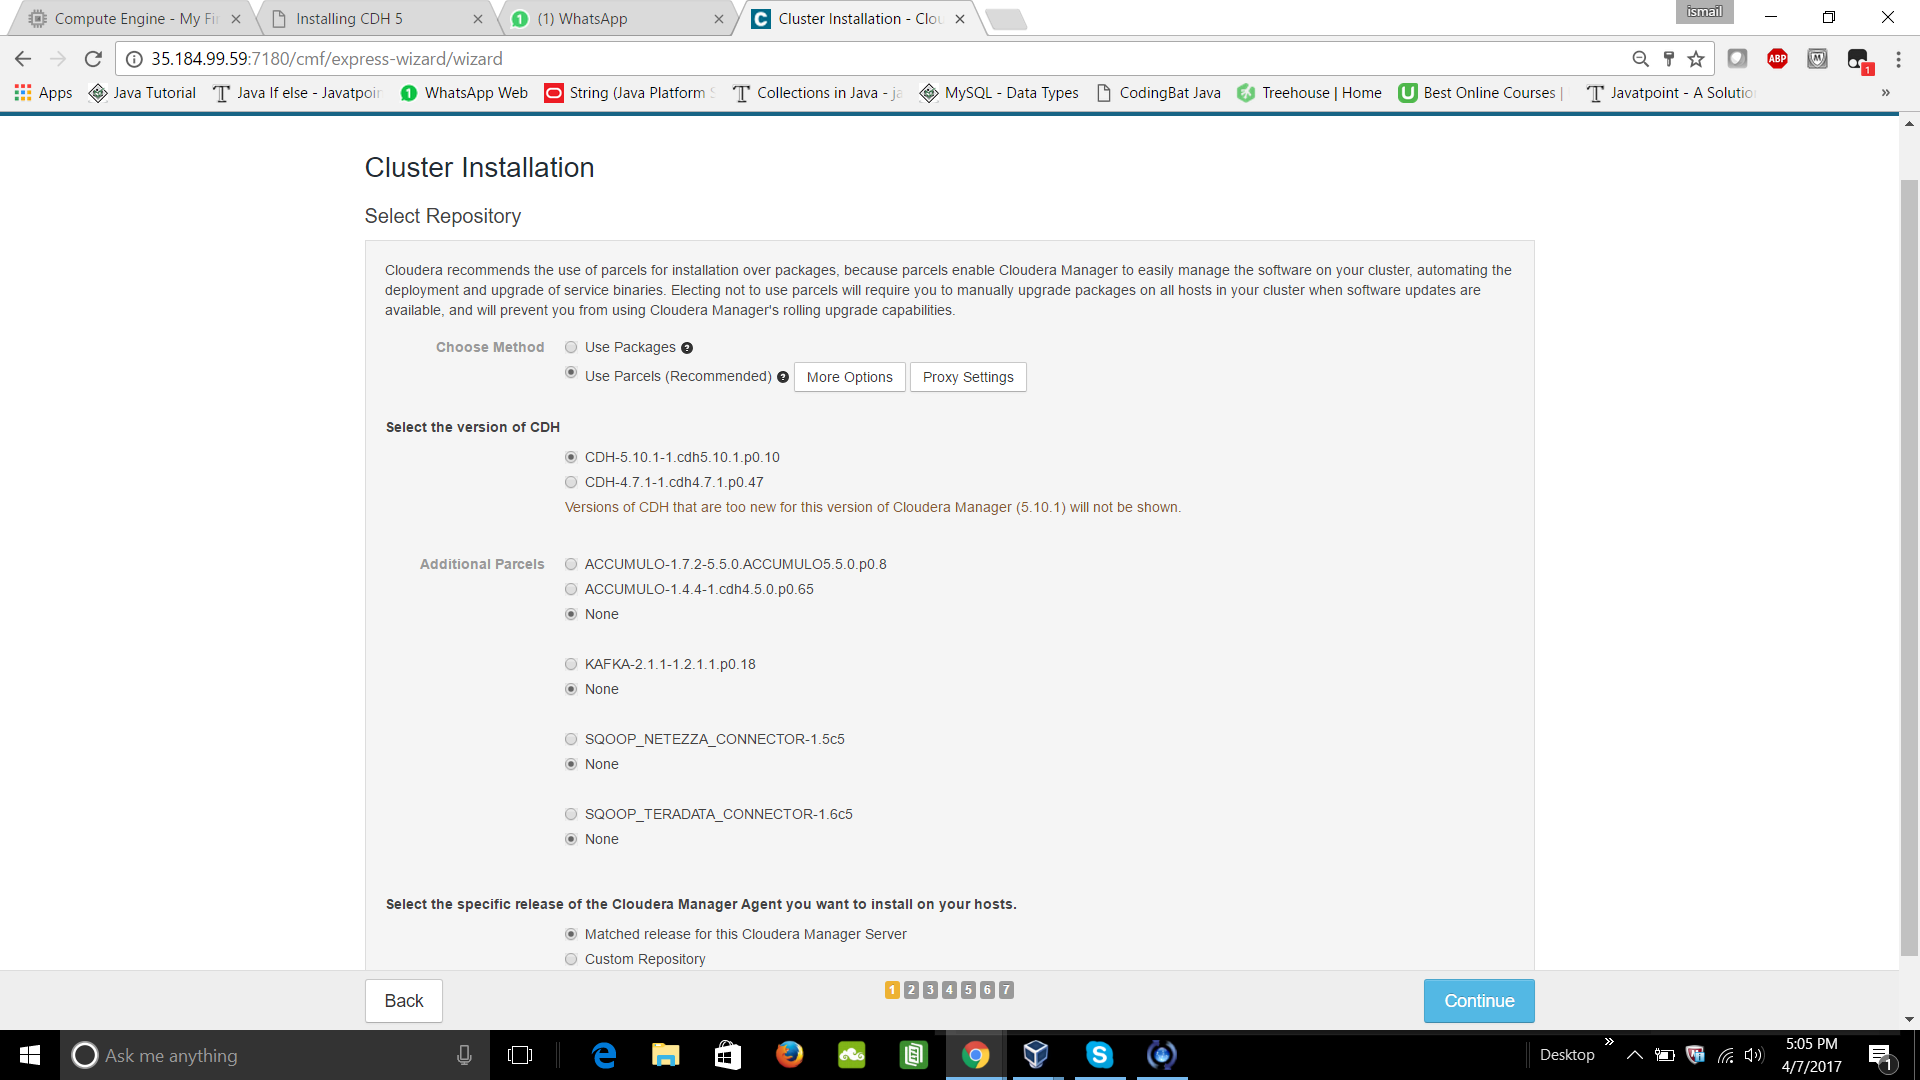 Compute Engine - My Fi
Installing CDH 5
(1) WhatsApp
Cluster Installation - Clou
ismail
35.184.99.59:7180/cmf/express-wizard/wizard
ABP
1
Apps
Java Tutorial
Java If else - Javatpoin
WhatsApp Web
String (Java Platform S
Collections in Java - ja
MySQL - Data Types
CodingBat Java
Treehouse | Home
Best Online Courses |
Javatpoint - A Solution
»
Cluster Installation
Select Repository
Cloudera recommends the use of parcels for installation over packages, because parcels enable Cloudera Manager to easily manage the software on your cluster, automating the
deployment and upgrade of service binaries. Electing not to use parcels will require you to manually upgrade packages on all hosts in your cluster when software updates are
available, and will prevent you from using Cloudera Manager's rolling upgrade capabilities.
Choose Method
Use Packages ?
Use Parcels (Recommended) ? More Options Proxy Settings
Select the version of CDH
CDH-5.10.1-1.cdh5.10.1.p0.10
CDH-4.7.1-1.cdh4.7.1.p0.47
Versions of CDH that are too new for this version of Cloudera Manager (5.10.1) will not be shown.
Additional Parcels
ACCUMULO-1.7.2-5.5.0.ACCUMULO5.5.0.p0.8
ACCUMULO-1.4.4-1.cdh4.5.0.p0.65
None
KAFKA-2.1.1-1.2.1.1.p0.18
None
SQOOP_NETEZZA_CONNECTOR-1.5c5
None
SQOOP_TERADATA_CONNECTOR-1.6c5
None
Select the specific release of the Cloudera Manager Agent you want to install on your hosts.
Matched release for this Cloudera Manager Server
Custom Repository
Back
1 2 3 4 5 6 7
Continue
Ask me anything
Desktop
»
5:05 PM
4/7/2017
1